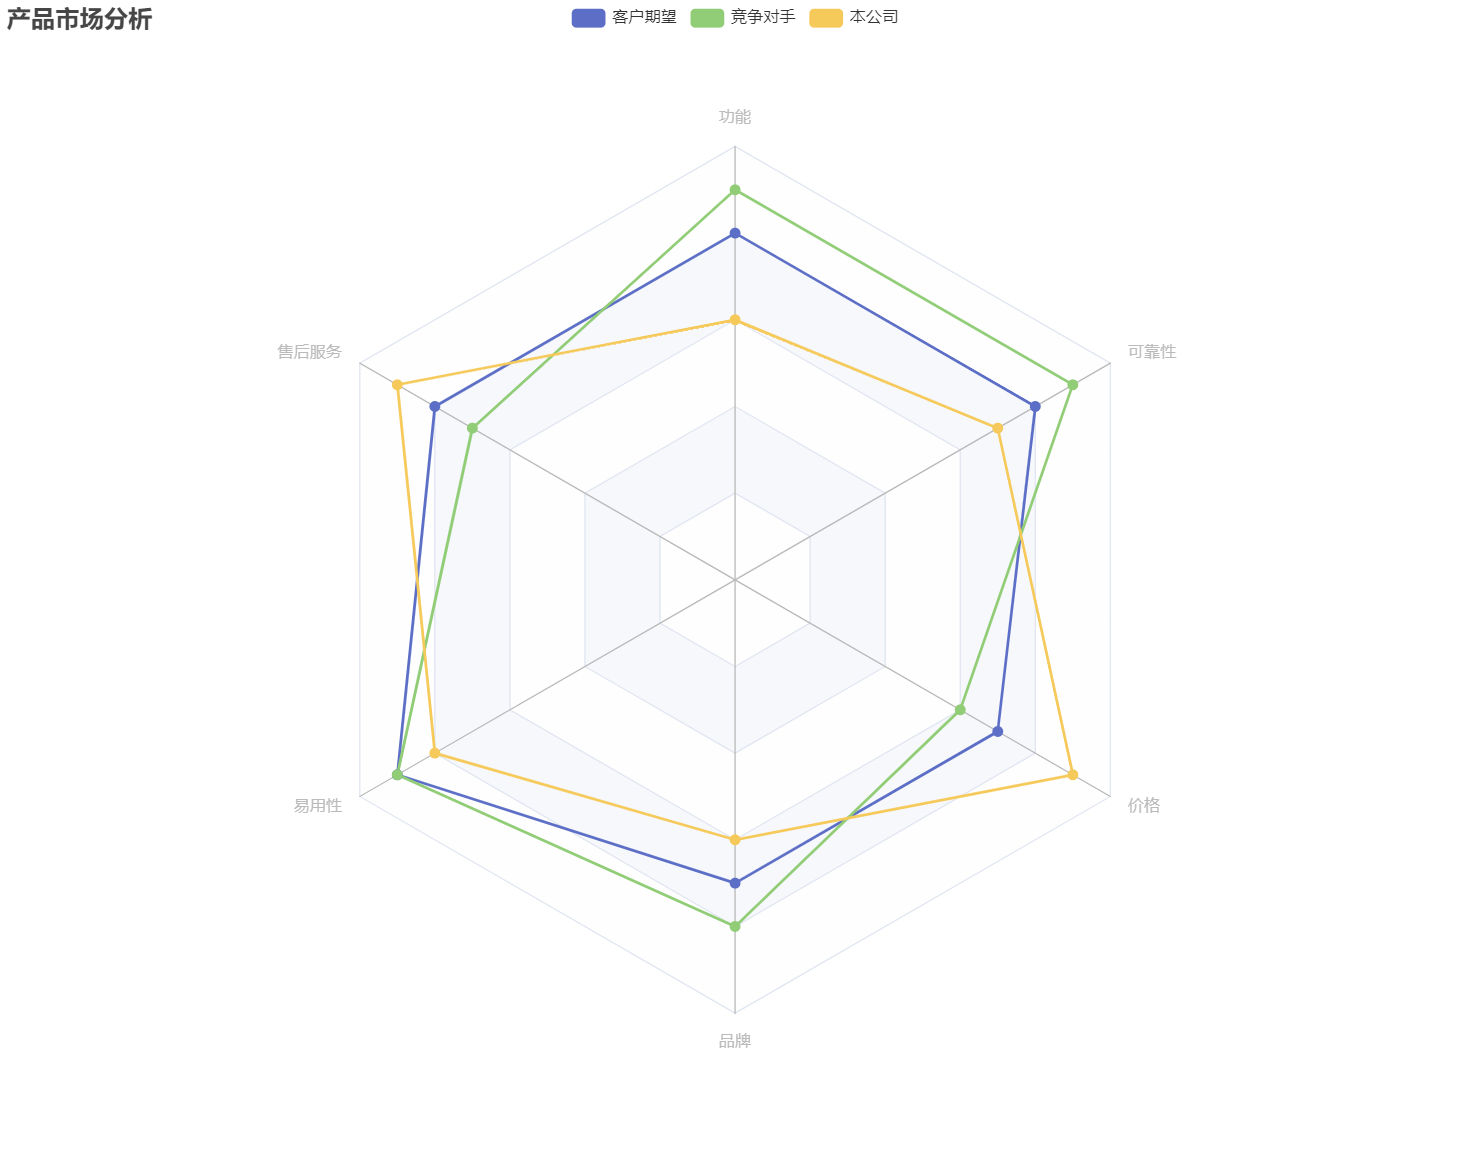 产品市场分析
客户期望 竞争对手 本公司
功能
售后服务 可靠性
易用性 价格
品牌